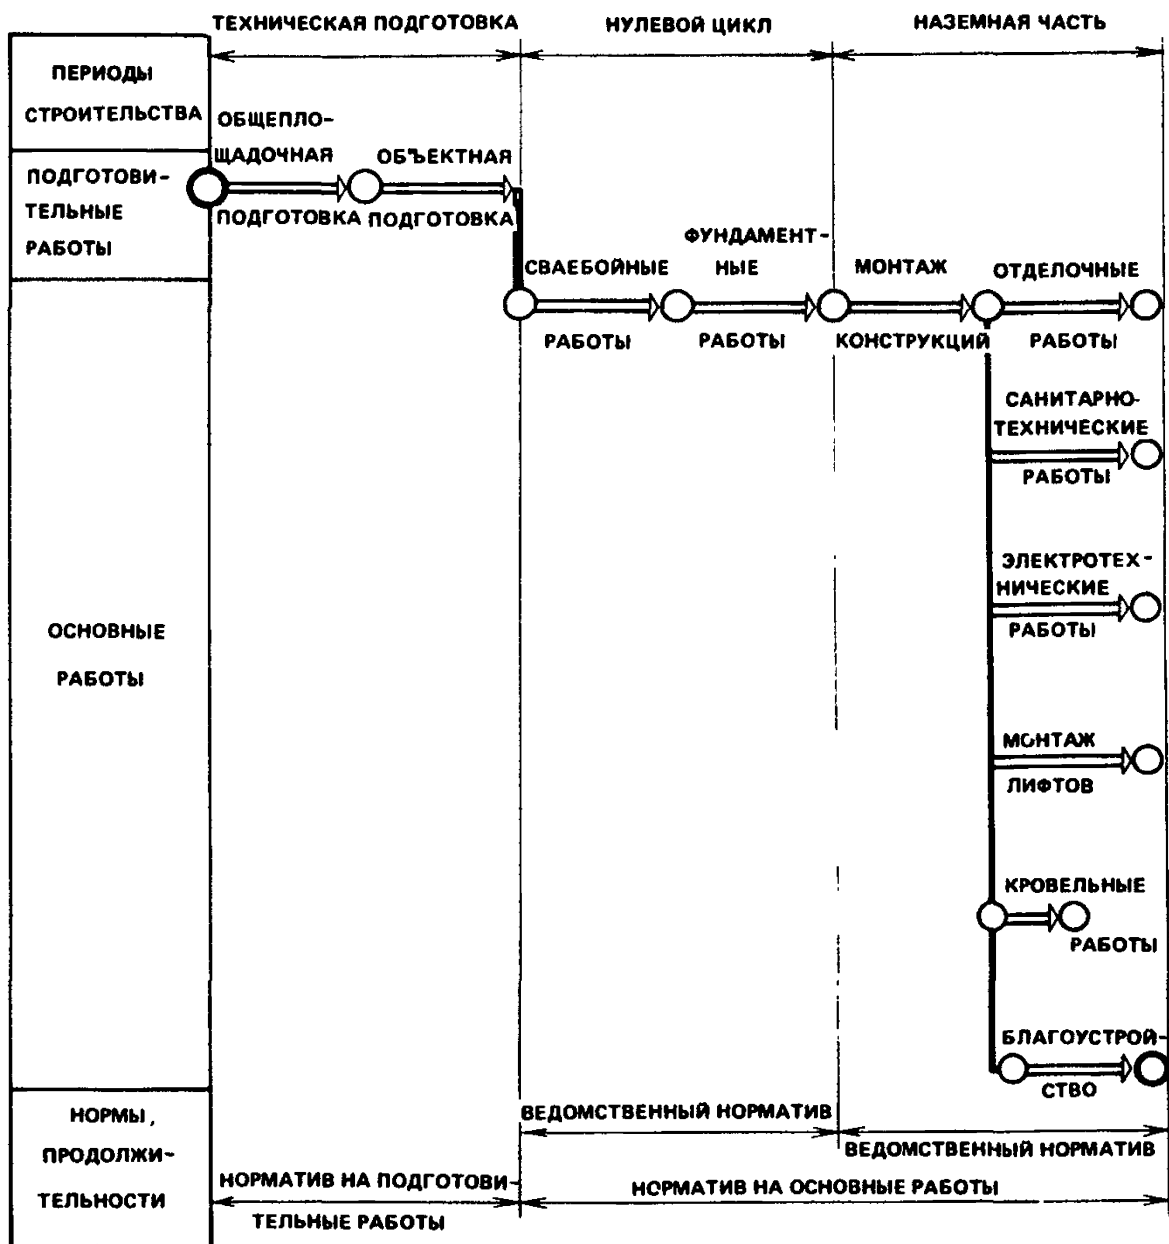 ТЕХНИЧЕСКАЯ ПОДГОТОВКА
НУЛЕВОЙ ЦИКЛ
НАЗЕМНАЯ ЧАСТЬ
ПЕРИОДЫ
СТРОИТЕЛЬСТВА
ОБЩЕПЛО-
ЩАДОЧНАЯ
ПОДГОТОВКА
ОБЪЕКТНАЯ
ПОДГОТОВКА
ПОДГОТОВИ-
ТЕЛЬНЫЕ
РАБОТЫ
СВАЕБОЙНЫЕ
РАБОТЫ
ФУНДАМЕНТ-
НЫЕ
РАБОТЫ
МОНТАЖ
КОНСТРУКЦИЙ
ОТДЕЛОЧНЫЕ
РАБОТЫ
САНИТАРНО-
ТЕХНИЧЕСКИЕ
РАБОТЫ
ЭЛЕКТРОТЕХ-
НИЧЕСКИЕ
РАБОТЫ
ОСНОВНЫЕ
РАБОТЫ
МОНТАЖ
ЛИФТОВ
КРОВЕЛЬНЫЕ
РАБОТЫ
БЛАГОУСТРОЙ-
СТВО
НОРМЫ,
ПРОДОЛЖИ-
ТЕЛЬНОСТИ
ВЕДОМСТВЕННЫЙ НОРМАТИВ
ВЕДОМСТВЕННЫЙ НОРМАТИВ
НОРМАТИВ НА ПОДГОТОВИ-
ТЕЛЬНЫЕ РАБОТЫ
НОРМАТИВ НА ОСНОВНЫЕ РАБОТЫ